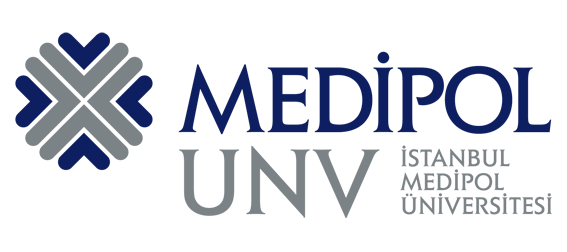 MEDİPOL
UNV
İSTANBUL
MEDİPOL
ÜNİVERSİTESİ